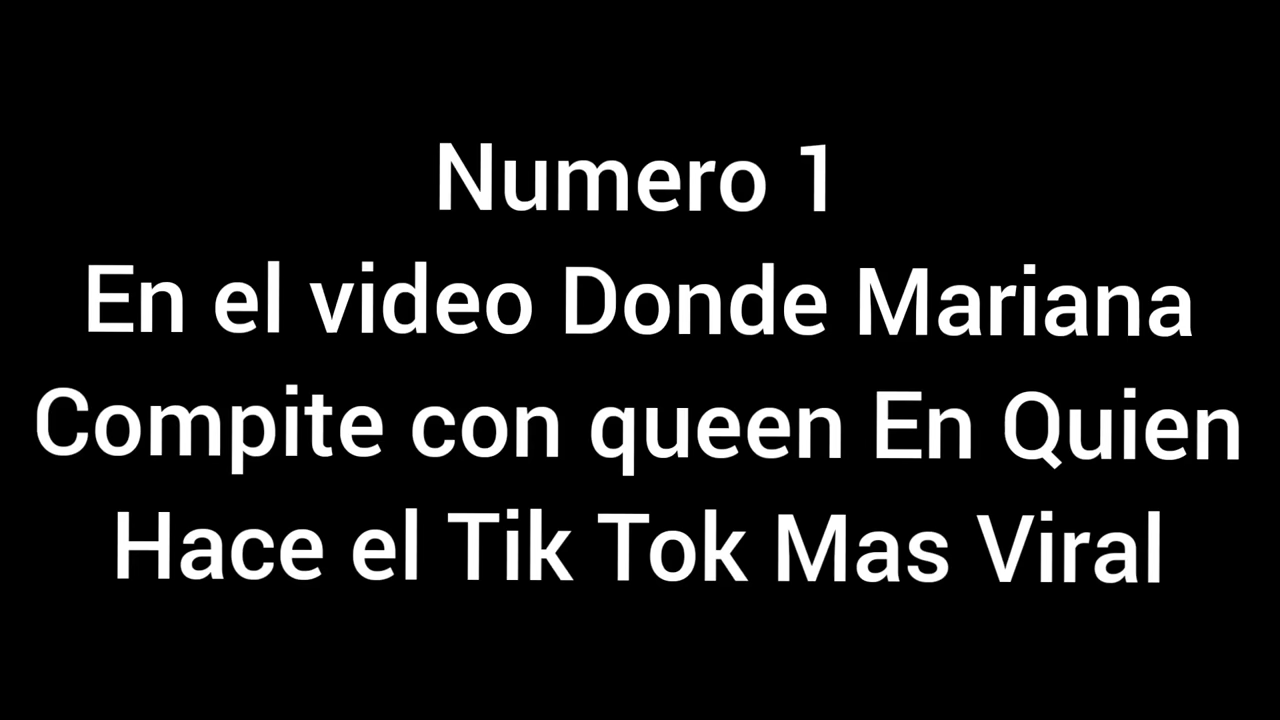 Numero 1
En el video Donde Mariana
Compite con queen En Quien
Hace el Tik Tok Mas Viral